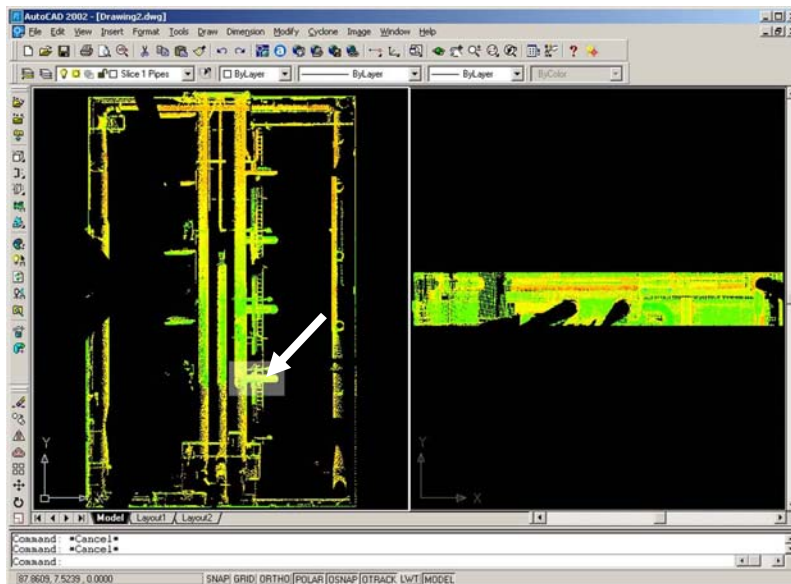 AutoCAD 2002 - [Drawing2.dwg]
File Edit View Insert Format Tools Draw Dimension Modify Cyclone Image Window Help
Slice 1 Pipes ByLayer ByLayer ByLayer ByColor
Y
X
Y
X
Model Layout1 Layout2
Command: *Cancel*
Command: *Cancel*
Command:
87.8609, 7.5239, 0.0000 SNAP GRID ORTHO POLAR OSNAP OTRACK LWT MODEL